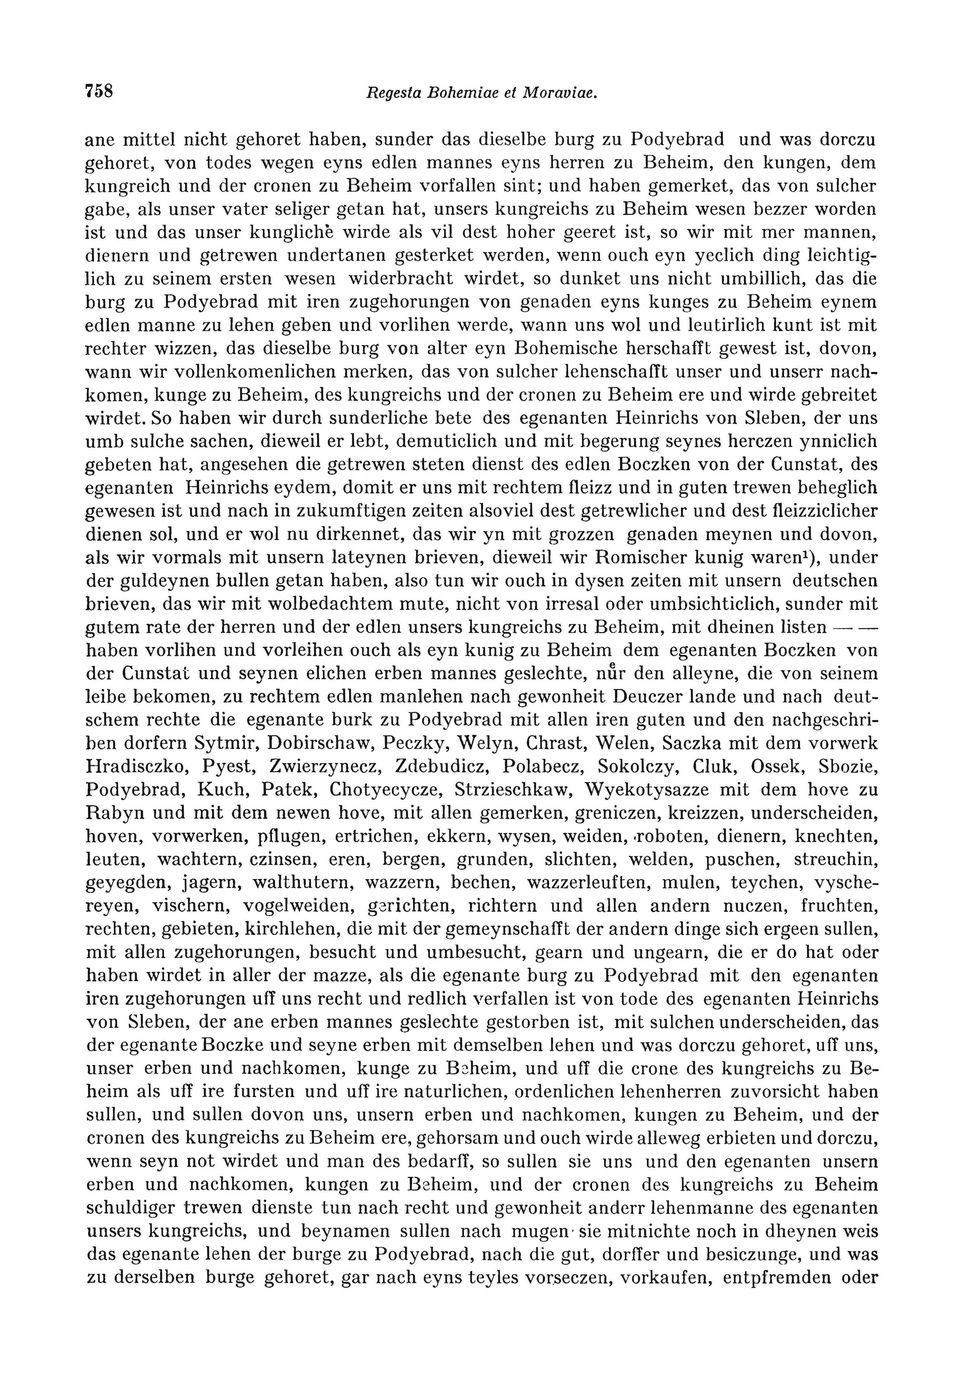 758
Regesta Bohemiae et Moraviae.
ane mittel nicht gehoret haben, sunder das dieselbe burg zu Podyebrad und was dorczu
gehoret, von todes wegen eyns edlen mannes eyns herren zu Beheim, den kungen, dem
kungreich und der cronen zu Beheim vorfallen sint; und haben gemerket, das von sulcher
gabe, als unser vater seliger getan hat, unsers kungreichs zu Beheim wesen bezzer worden
ist und das unser kunglichè wirde als vil dest hoher geeret ist, so wir mit mer mannen,
dienern und getrewen undertanen gesterket werden, wenn ouch eyn yeclich ding leichtig-
lich zu seinem ersten wesen widerbracht wirdet, so dunket uns nicht umbillich, das die
burg zu Podyebrad mit iren zugehorungen von genaden eyns kunges zu Beheim eynem
edlen manne zu lehen geben und vorlihen werde, wann uns wol und leutirlich kunt ist mit
rechter wizzen, das dieselbe burg von alter eyn Bohemische herschafft gewest ist, dovon,
wann wir vollenkomenlichen merken, das von sulcher lehenschafft unser und unserr nach-
komen, kunge zu Beheim, des kungreichs und der cronen zu Beheim ere und wirde gebreitet
wirdet. So haben wir durch sunderliche bete des egenanten Heinrichs von Sleben, der uns
umb sulche sachen, dieweil er lebt, demuticlich und mit begerung seynes herczen ynniclich
gebeten hat, angesehen die getrewen steten dienst des edlen Boczken von der Cunstat, des
egenanten Heinrichs eydem, domit er uns mit rechtem fleizz und in guten trewen beheglich
gewesen ist und nach in zukumftigen zeiten alsoviel dest getrewlicher und dest fleizziclicher
dienen sol, und er wol nu dirkennet, das wir yn mit grozzen genaden meynen und dovon,
als wir vormals mit unsern lateynen brieven, dieweil wir Romischer kunig waren¹), under
der guldeynen bullen getan haben, also tun wir ouch in dysen zeiten mit unsern deutschen
brieven, das wir mit wolbedachtem mute, nicht von irresal oder umbsichticlich, sunder mit
gutem rate der herren und der edlen unsers kungreichs zu Beheim, mit dheinen listen — —
haben vorlihen und vorleihen ouch als eyn kunig zu Beheim dem egenanten Boczken von
der Cunstat und seynen elichen erben mannes geslechte, nuͤr den alleyne, die von seinem
leibe bekomen, zu rechtem edlen manlehen nach gewonheit Deuczer lande und nach deut-
schem rechte die egenante burk zu Podyebrad mit allen iren guten und den nachgeschri-
ben dorfern Sytmir, Dobirschaw, Peczky, Welyn, Chrast, Welen, Saczka mit dem vorwerk
Hradisczko, Pyest, Zwierzynecz, Zdebudicz, Polabecz, Sokolczy, Cluk, Ossek, Sbozie,
Podyebrad, Kuch, Patek, Chotyecycze, Strzieschkaw, Wyekotysazze mit dem hove zu
Rabyn und mit dem newen hove, mit allen gemerken, greniczen, kreizzen, underscheiden,
hoven, vorwerken, pflugen, ertrichen, ekkern, wysen, weiden, roboten, dienern, knechten,
leuten, wachtern, czinsen, eren, bergen, grunden, slichten, welden, puschen, streuchin,
geyegden, jagern, walthutern, wazzern, bechen, wazzerleuften, mulen, teychen, vysche-
reyen, vischern, vogelweiden, gerichten, richtern und allen andern nuczen, fruchten,
rechten, gebieten, kirchlehen, die mit der gemeynschafft der andern dinge sich ergeen sullen,
mit allen zugehorungen, besucht und umbesucht, gearn und ungearn, die er do hat oder
haben wirdet in aller der mazze, als die egenante burg zu Podyebrad mit den egenanten
iren zugehorungen uff uns recht und redlich verfallen ist von tode des egenanten Heinrichs
von Sleben, der ane erben mannes geslechte gestorben ist, mit sulchen underscheiden, das
der egenante Boczke und seyne erben mit demselben lehen und was dorczu gehoret, uff uns,
unser erben und nachkomen, kunge zu Beheim, und uff die crone des kungreichs zu Be-
heim als uff ire fursten und uff ire naturlichen, ordenlichen lehenherren zuvorsicht haben
sullen, und sullen dovon uns, unsern erben und nachkomen, kungen zu Beheim, und der
cronen des kungreichs zu Beheim ere, gehorsam und ouch wirde alleweg erbieten und dorczu,
wenn seyn not wirdet und man des bedarff, so sullen sie uns und den egenanten unsern
erben und nachkomen, kungen zu Beheim, und der cronen des kungreichs zu Beheim
schuldiger trewen dienste tun nach recht und gewonheit anderr lehenmanne des egenanten
unsers kungreichs, und beynamen sullen nach mugen sie mitnichte noch in dheynen weis
das egenante lehen der burge zu Podyebrad, nach die gut, dorffer und besiczunge, und was
zu derselben burge gehoret, gar nach eyns teyles vorseczen, vorkaufen, entpfremden oder